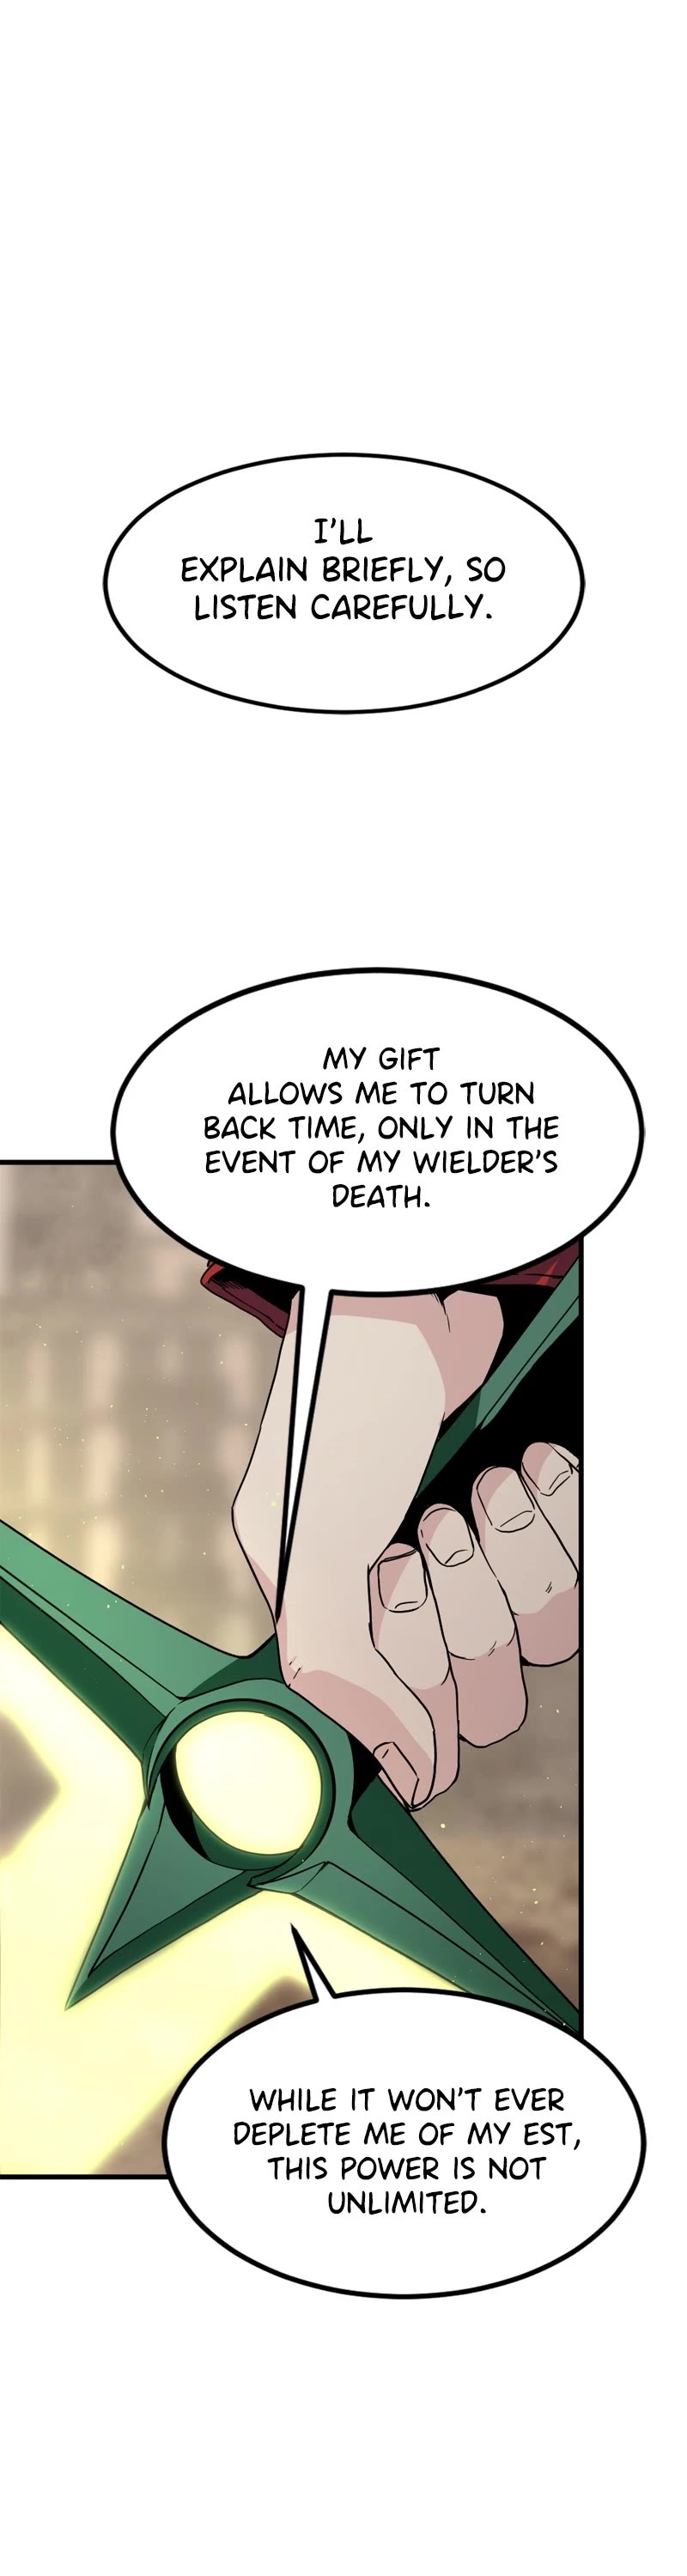 I'LL
EXPLAIN BRIEFLY, SO
LISTEN CAREFULLY.
MY GIFT
ALLOWS ME TO TURN
BACK TIME, ONLY IN THE
EVENT OF MY WIELDER'S
DEATH.
WHILE IT WON'T EVER
DEPLETE ME OF MY EST,
THIS POWER IS NOT
UNLIMITED.